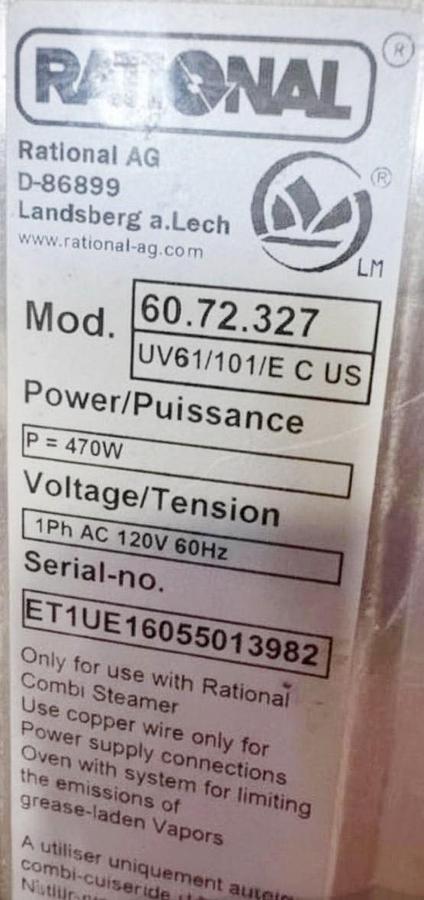 RATIONAL
®
Rational AG
D-86899
Landsberg a.Lech
www.rational-ag.com
®
LM
Mod.
60.72.327
UV61/101/E C US
Power/Puissance
P = 470W
Voltage/Tension
1Ph AC 120V 60Hz
Serial-no.
ET1UE16055013982
Only for use with Rational
Combi Steamer
Use copper wire only for
Power supply connections
Oven with system for limiting
the emissions of
grease-laden Vapors
A utiliser uniquement
combi-cuiseride